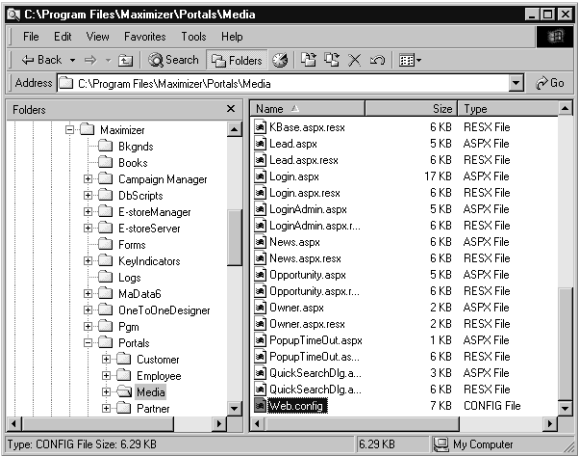 C:\Program Files\Maximizer\Portals\Media
File Edit View Favorites Tools Help
Back Search Folders
Address C:\Program Files\Maximizer\Portals\Media Go
Folders
Maximizer
Bkgnds
Books
Campaign Manager
DbScripts
E-storeManager
E-storeServer
Forms
KeyIndicators
Logs
MaData6
OneToOneDesigner
Pgm
Portals
Customer
Employee
Media
Partner
Name Size Type
KBase.aspx.resx 6 KB RESX File
Lead.aspx 5 KB ASPX File
Lead.aspx.resx 6 KB RESX File
Login.aspx 17 KB ASPX File
Login.aspx.resx 6 KB RESX File
LoginAdmin.aspx 5 KB ASPX File
LoginAdmin.aspx.r... 6 KB RESX File
News.aspx 6 KB ASPX File
News.aspx.resx 6 KB RESX File
Opportunity.aspx 5 KB ASPX File
Opportunity.aspx.r... 6 KB RESX File
Owner.aspx 2 KB ASPX File
Owner.aspx.resx 2 KB RESX File
PopupTimeOut.aspx 1 KB ASPX File
PopupTimeOut.as... 6 KB RESX File
QuickSearchDlg.a... 3 KB ASPX File
QuickSearchDlg.a... 6 KB RESX File
Web.config 7 KB CONFIG File
Type: CONFIG File Size: 6.29 KB 6.29 KB My Computer